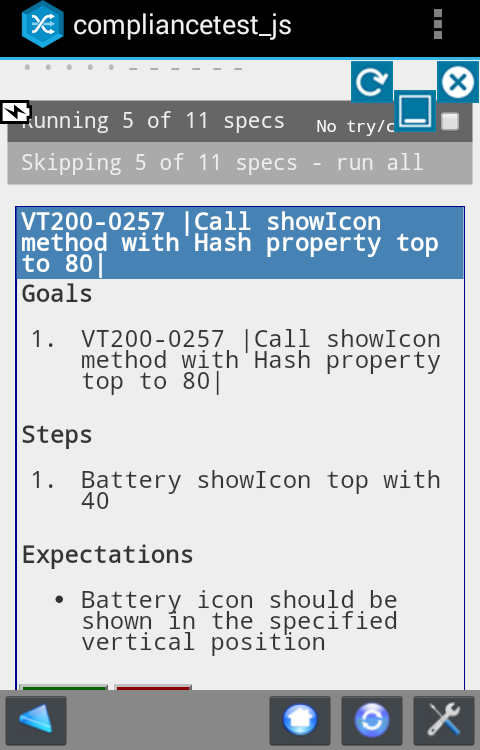 compliancetest_js
Running 5 of 11 specs
No try/c
Skipping 5 of 11 specs - run all
VT200-0257 |Call showIcon
method with Hash property top
to 80|
Goals
1. VT200-0257 |Call showIcon
method with Hash property
top to 80|
Steps
1. Battery showIcon top with
40
Expectations
• Battery icon should be
shown in the specified
vertical position